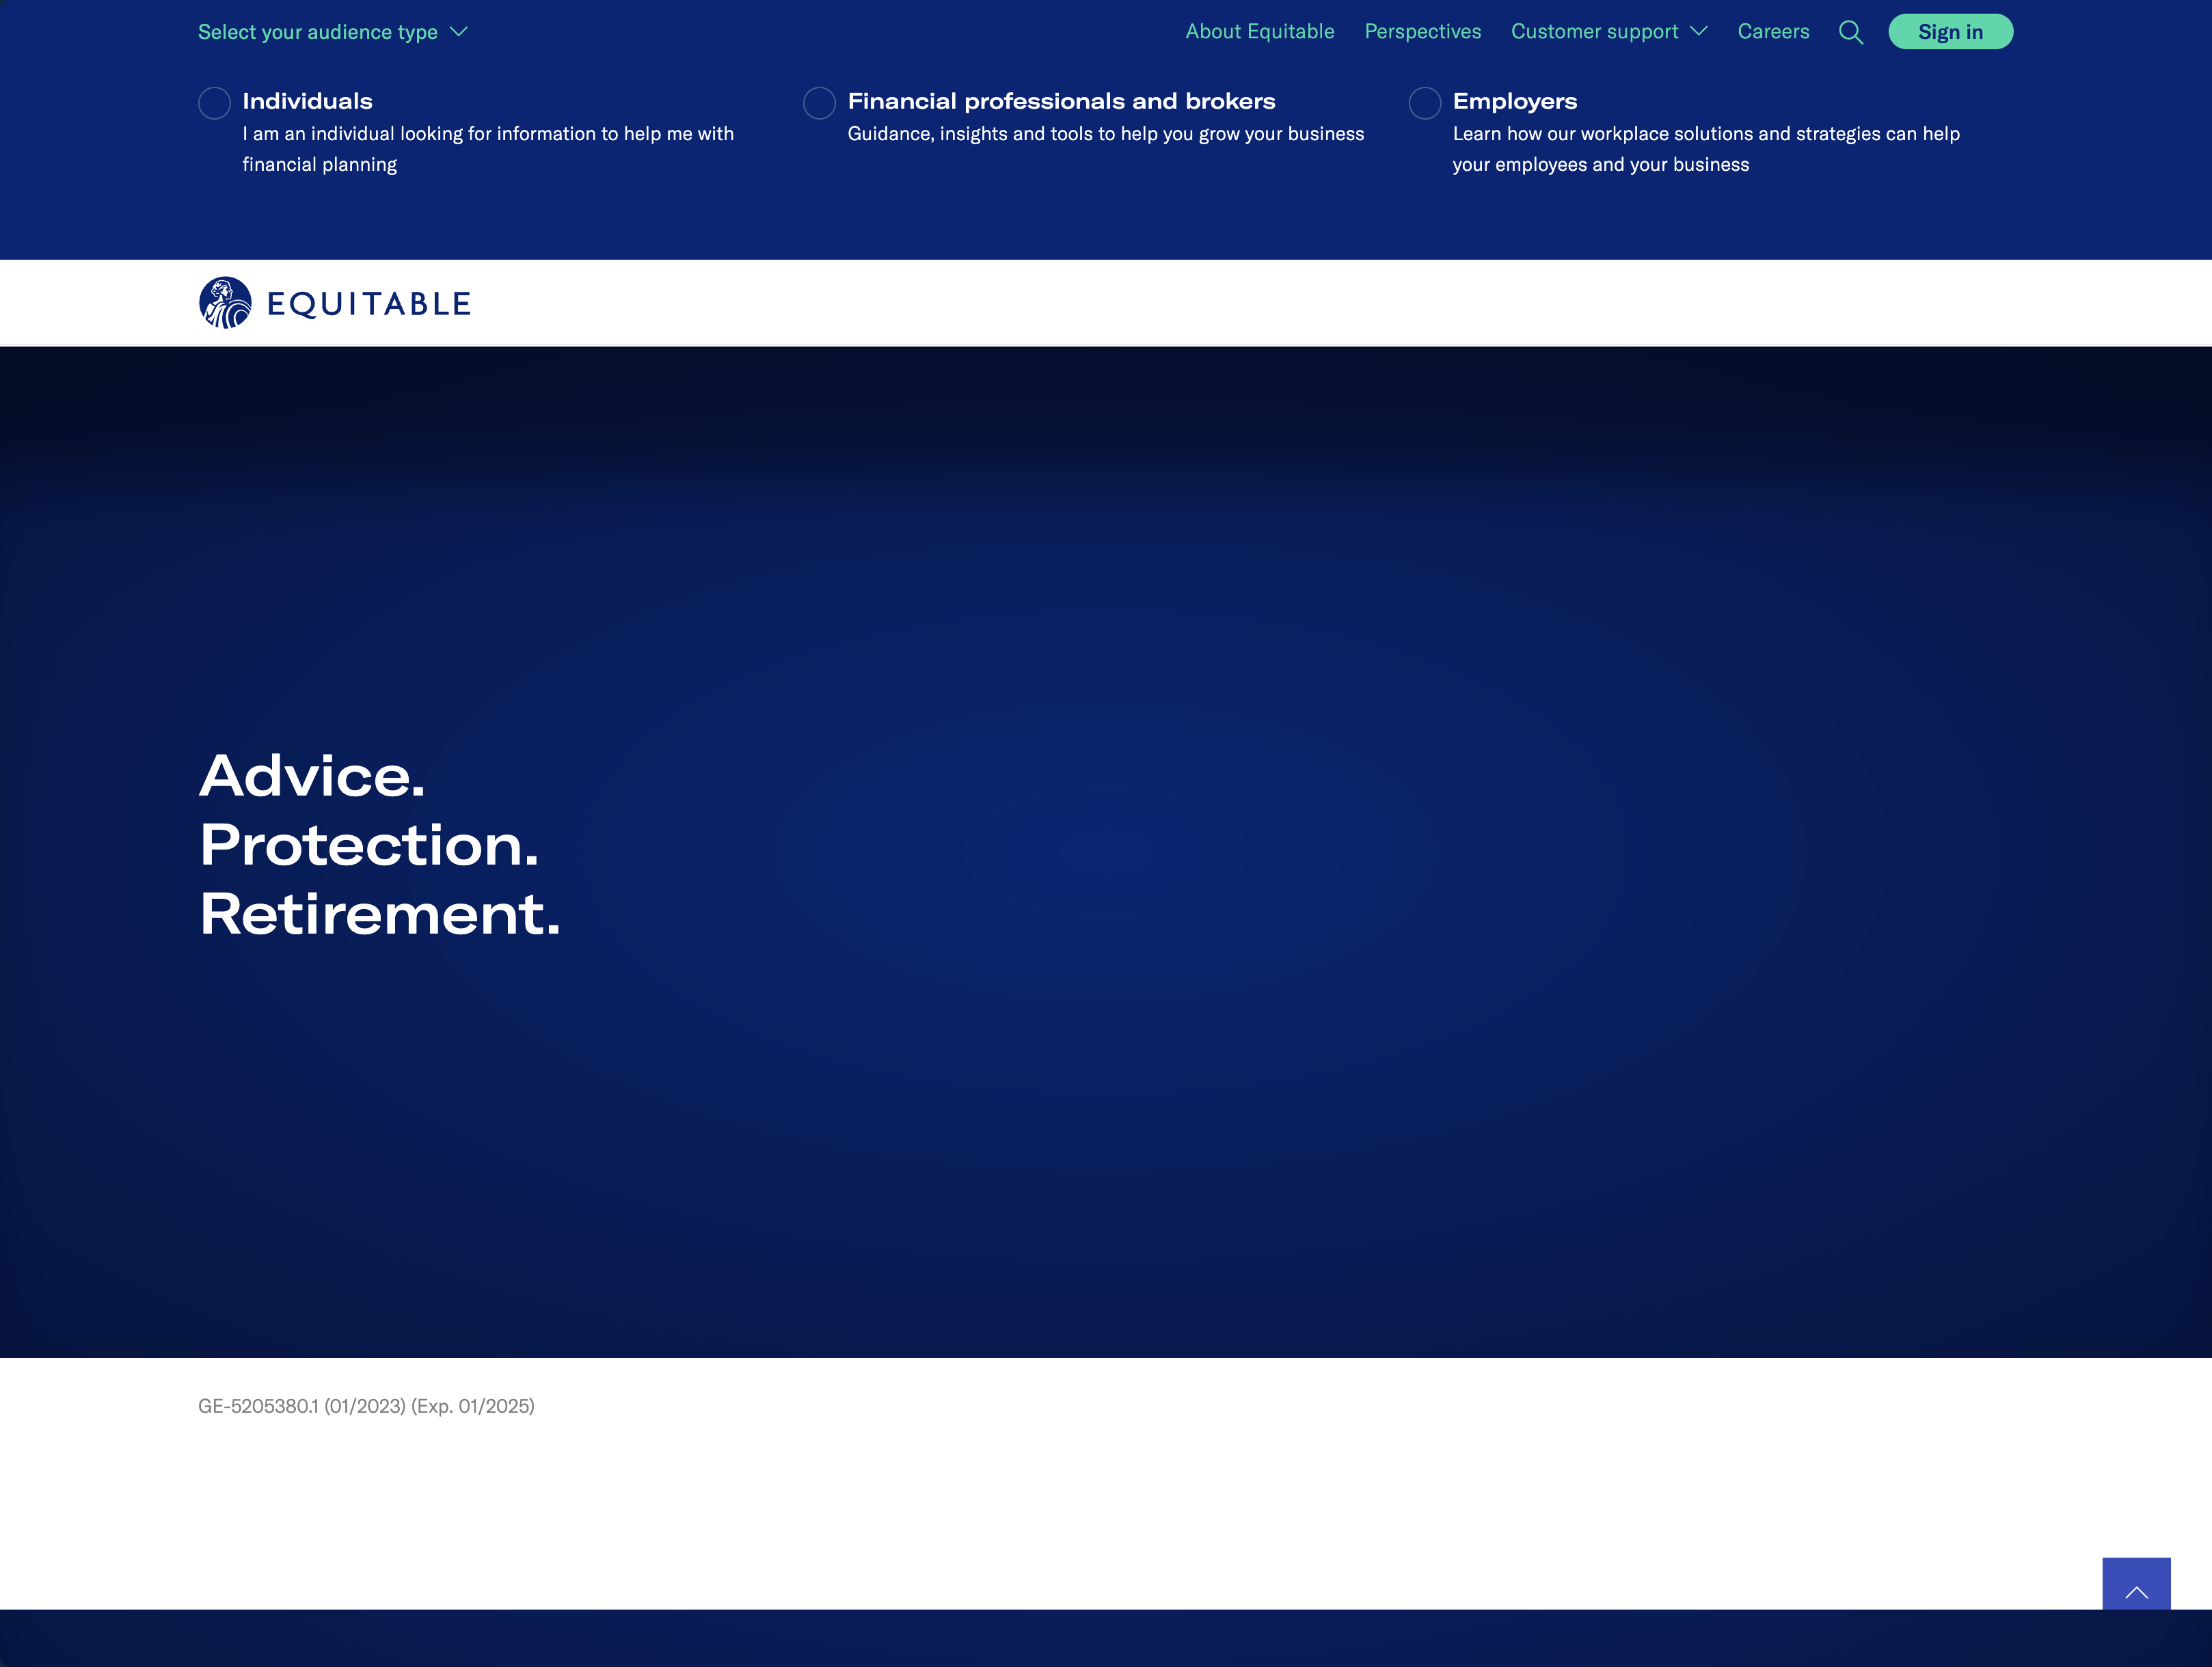 Select your audience type
About Equitable
Perspectives
Customer support
Careers
Sign in
Individuals
I am an individual looking for information to help me with
financial planning
Financial professionals and brokers
Guidance, insights and tools to help you grow your business
Employers
Learn how our workplace solutions and strategies can help
your employees and your business
EQUITABLE
Advice.
Protection.
Retirement.
GE-5205380.1 (01/2023) (Exp. 01/2025)